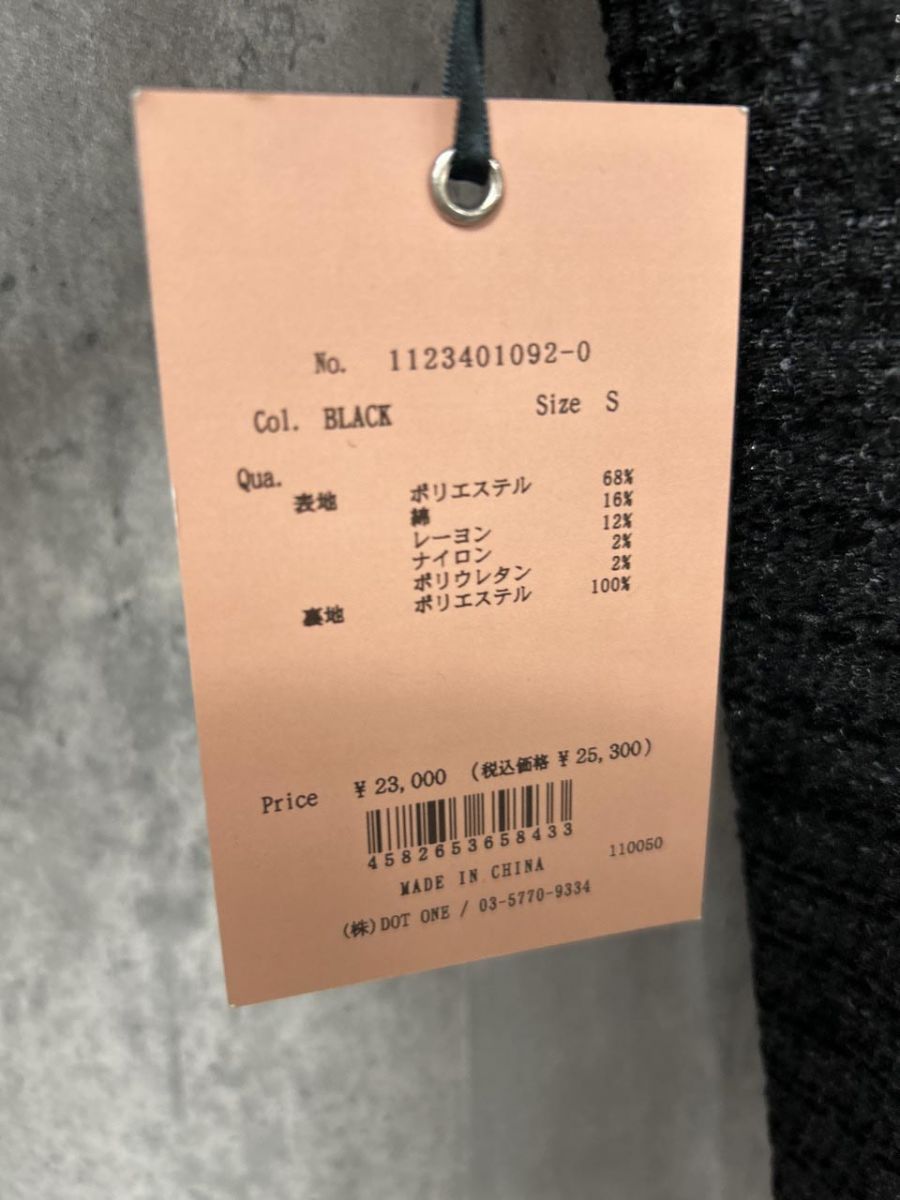 No. 1123401092-0
Col. BLACK Size S
Qua.
表地 ポリエステル 68%
綿 16%
レーヨン 12%
ナイロン 2%
ポリウレタン 2%
裏地 ポリエステル 100%
Price ¥23,000 (税込価格 ¥25,300)
4582653658433
MADE IN CHINA 110050
(株)DOT ONE / 03-5770-9334